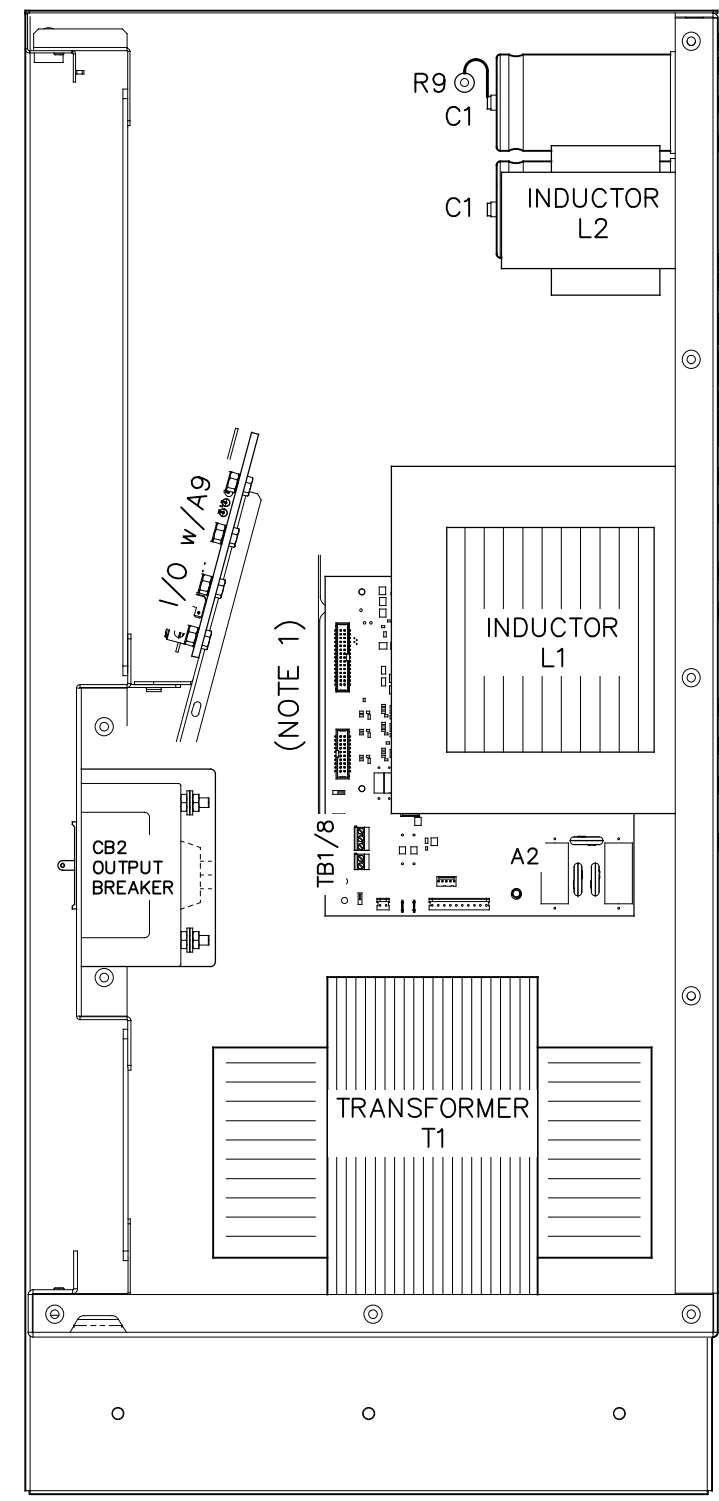 R9
C1
C1
INDUCTOR
L2
I/O w/A9
(NOTE 1)
INDUCTOR
L1
TB1/8
CB2
OUTPUT
BREAKER
A2
TRANSFORMER
T1